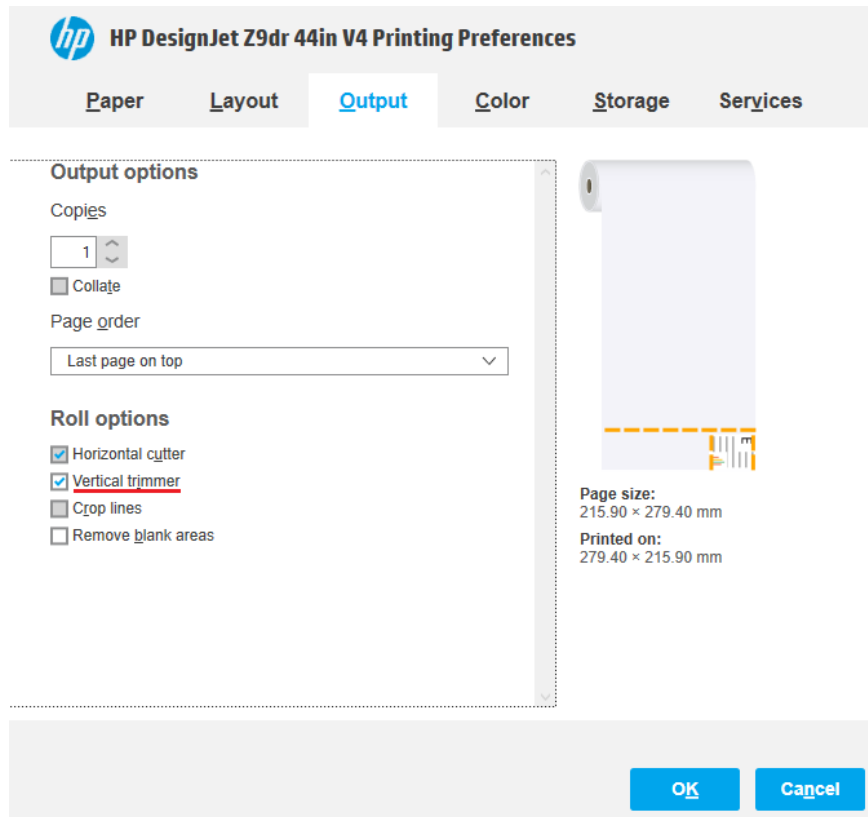 hp HP DesignJet Z9dr 44in V4 Printing Preferences
Paper Layout Output Color Storage Services
Output options
Copies
1
Collate
Page order
Last page on top
Roll options
Horizontal cutter
Vertical trimmer
Crop lines
Remove blank areas
Page size:
215.90 × 279.40 mm
Printed on:
279.40 × 215.90 mm
OK Cancel